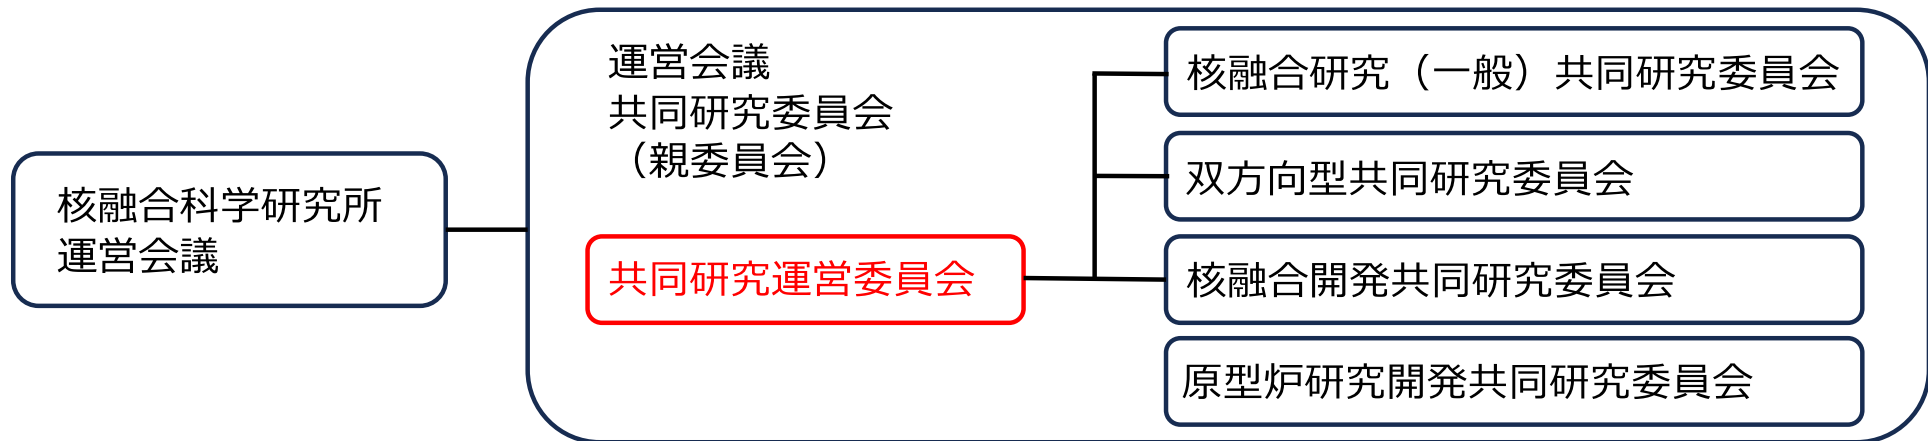 核融合科学研究所
運営会議
運営会議
共同研究委員会
（親委員会）
共同研究運営委員会
核融合研究（一般）共同研究委員会
双方向型共同研究委員会
核融合開発共同研究委員会
原型炉研究開発共同研究委員会